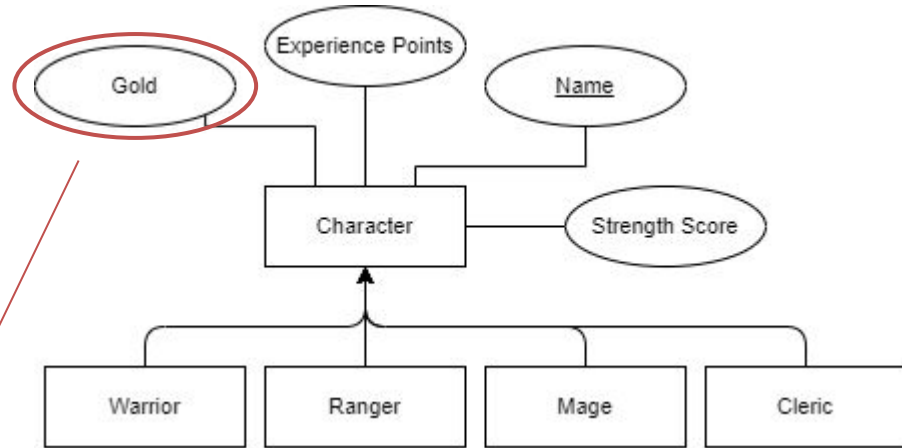 Experience Points
Gold
Name
Character
Strength Score
Warrior
Ranger
Mage
Cleric